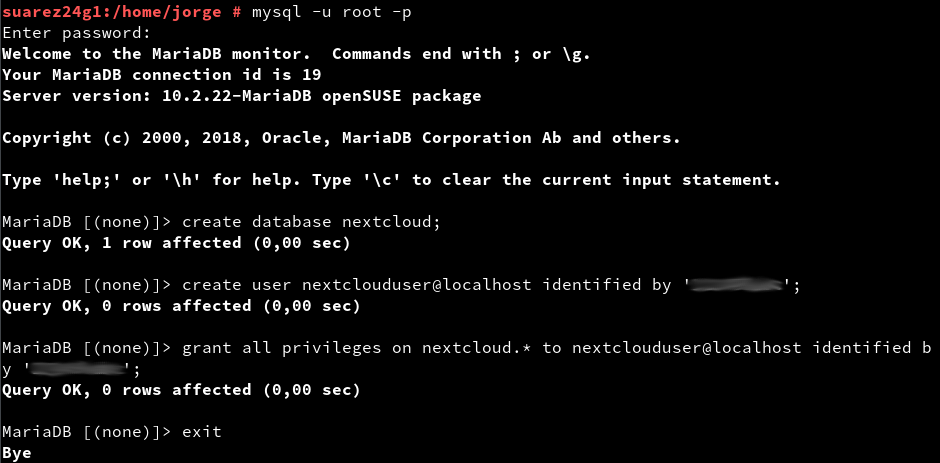 suarez24g1:/home/jorge # mysql -u root -p
Enter password:
Welcome to the MariaDB monitor.  Commands end with ; or \g.
Your MariaDB connection id is 19
Server version: 10.2.22-MariaDB openSUSE package
Copyright (c) 2000, 2018, Oracle, MariaDB Corporation Ab and others.
Type 'help;' or '\h' for help. Type '\c' to clear the current input statement.
MariaDB [(none)]> create database nextcloud;
Query OK, 1 row affected (0,00 sec)
MariaDB [(none)]> create user nextclouduser@localhost identified by '';
Query OK, 0 rows affected (0,00 sec)
MariaDB [(none)]> grant all privileges on nextcloud.* to nextclouduser@localhost identified b
y '';
Query OK, 0 rows affected (0,00 sec)
MariaDB [(none)]> exit
Bye